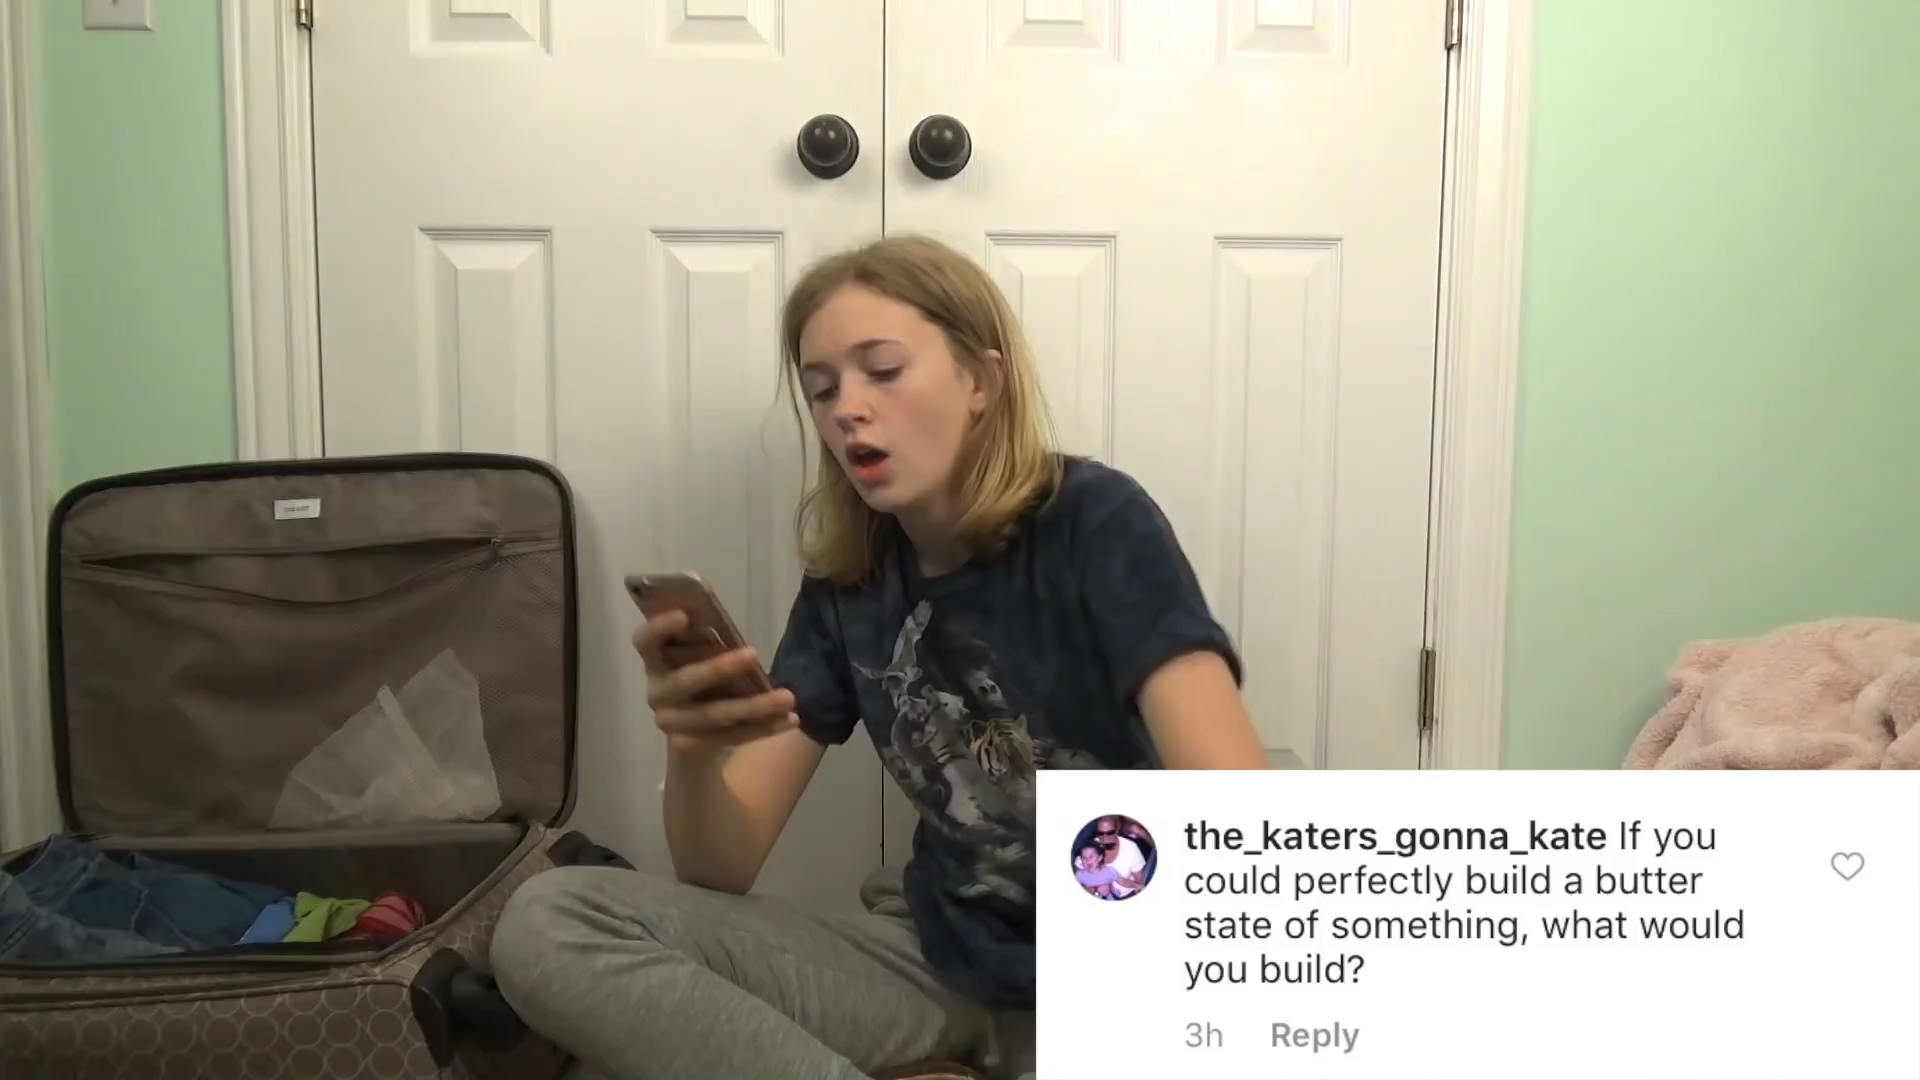 the_katers_gonna_kate If you
could perfectly build a butter
state of something, what would
you build?
3h Reply